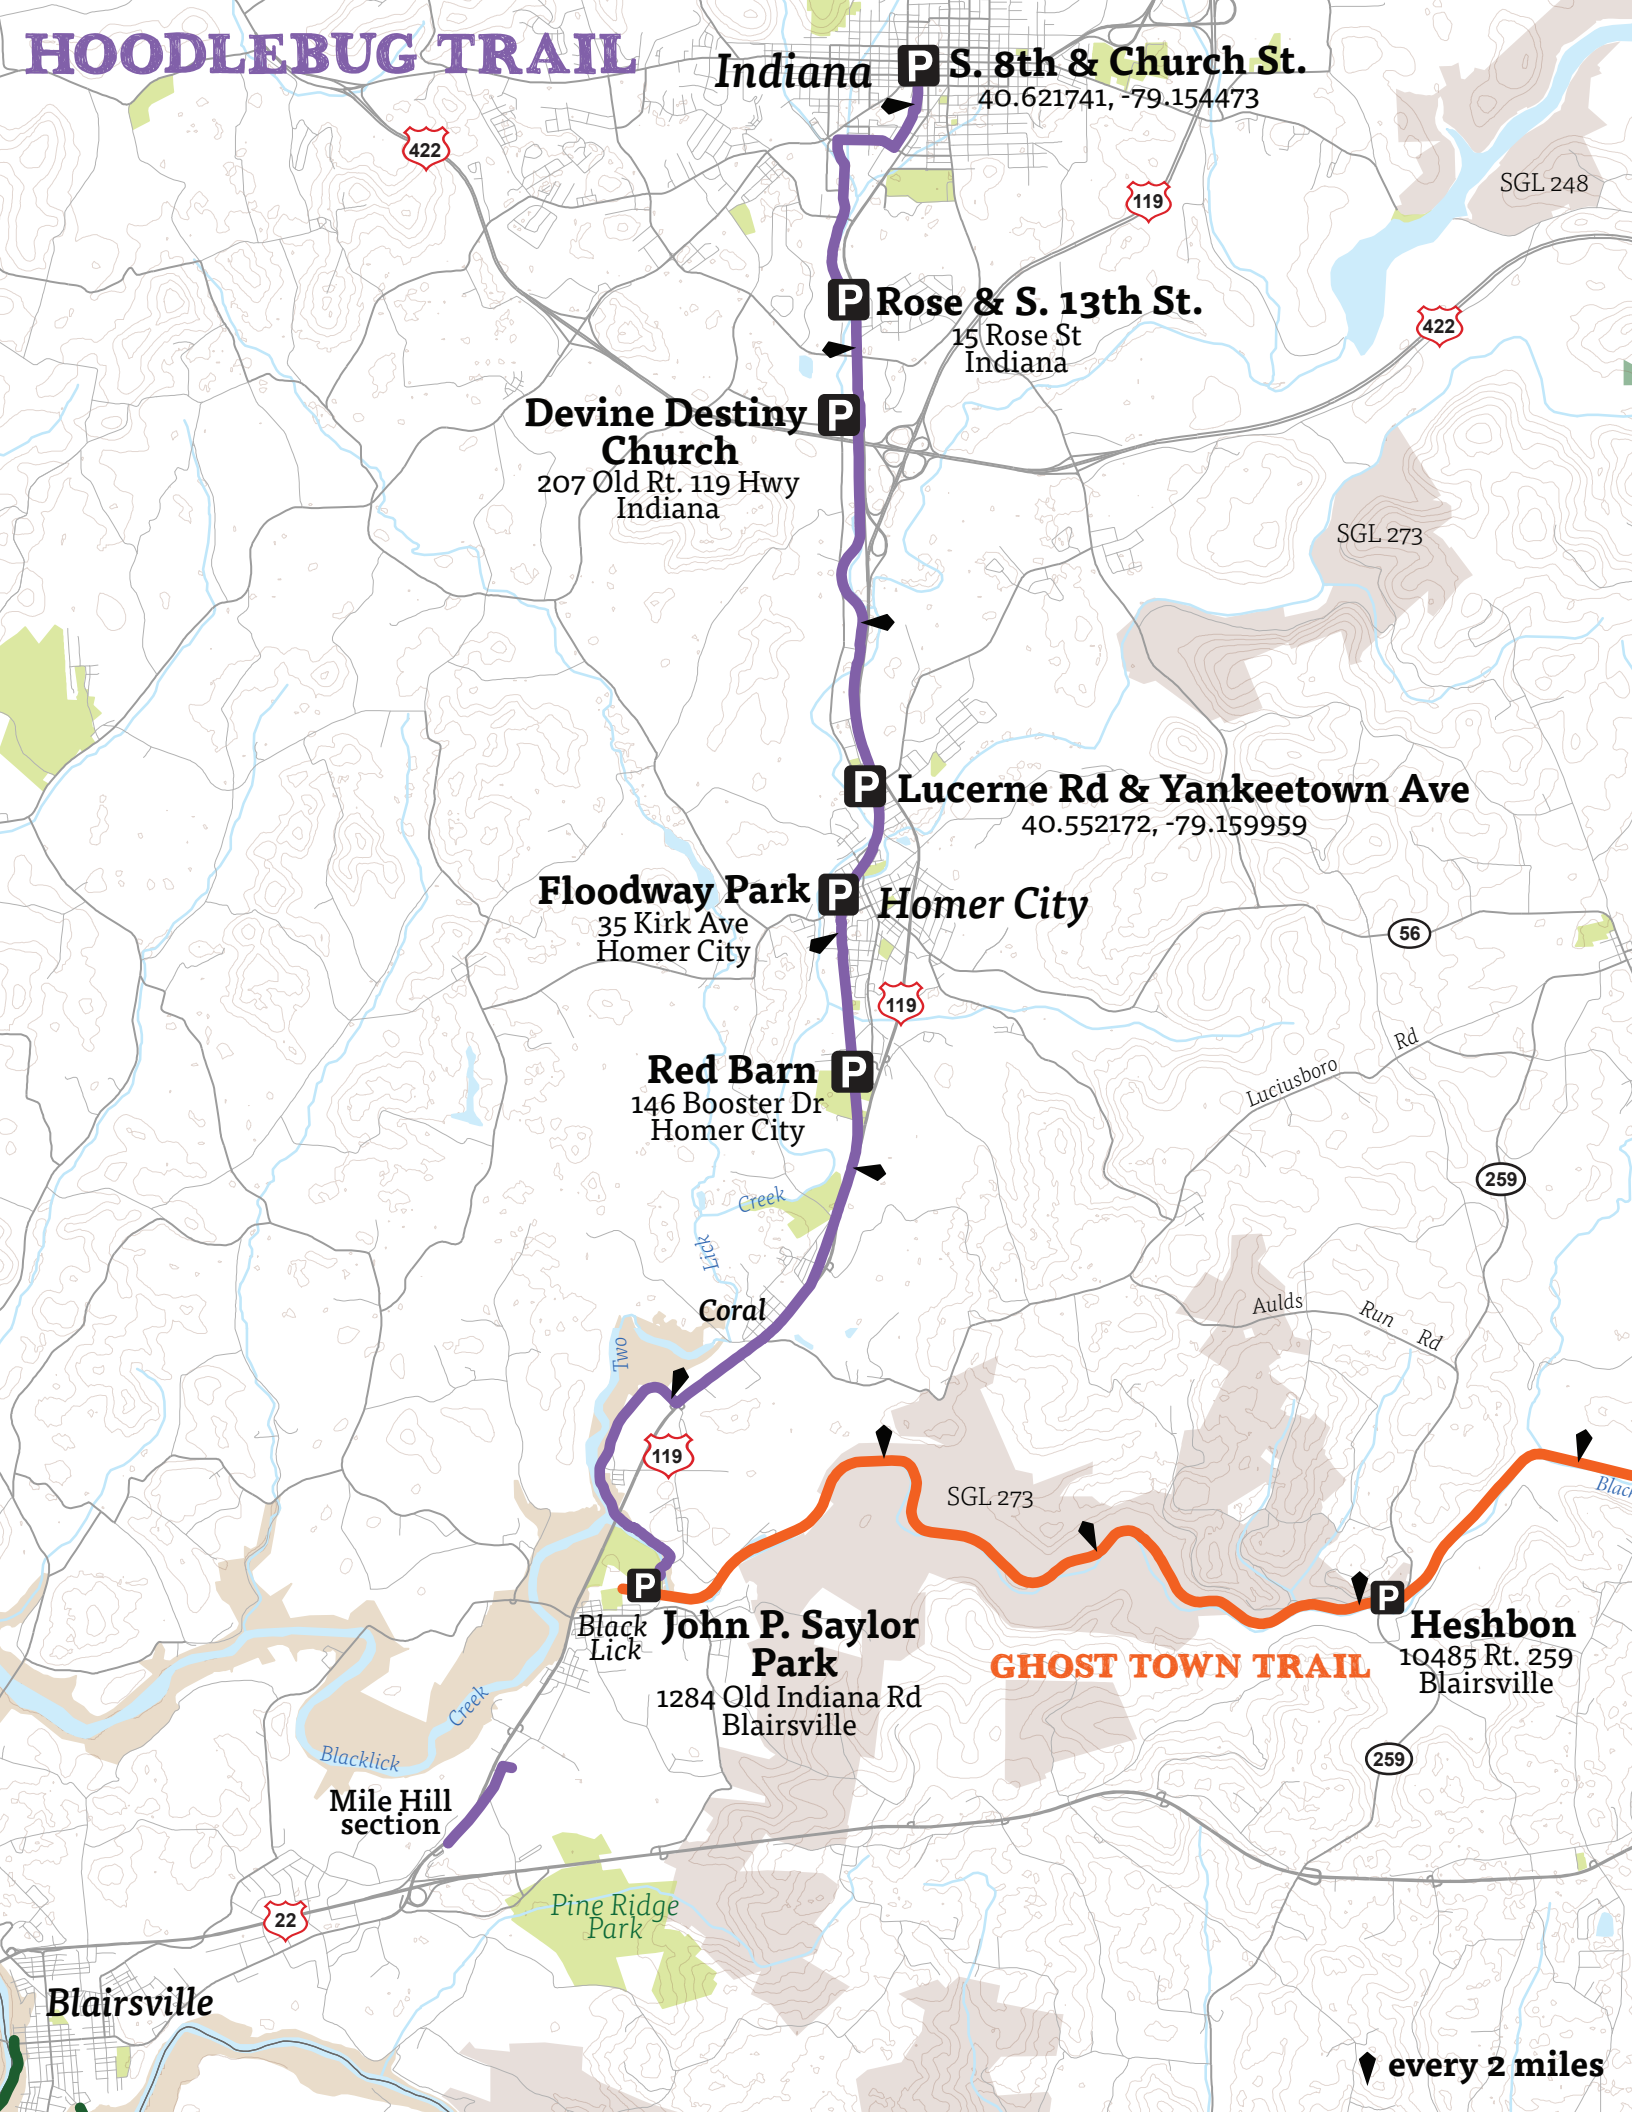 HOODLEBUG TRAIL
Indiana
P
S. 8th & Church St.
40.621741, -79.154473
422
119
SGL 248
P
Rose & S. 13th St.
15 Rose St
Indiana
422
Devine Destiny
Church
P
207 Old Rt. 119 Hwy
Indiana
SGL 273
P
Lucerne Rd & Yankeetown Ave
40.552172, -79.159959
Floodway Park
P
35 Kirk Ave
Homer City
Homer City
56
119
Luciusboro Rd
Red Barn
P
146 Booster Dr
Homer City
259
Creek
Lick
Two
Coral
Aulds Run Rd
119
SGL 273
Black
P
Black
Lick
John P. Saylor
Park
1284 Old Indiana Rd
Blairsville
P
Heshbon
10485 Rt. 259
Blairsville
GHOST TOWN TRAIL
Creek
Blacklick
259
Mile Hill
section
Pine Ridge
Park
22
Blairsville
every 2 miles